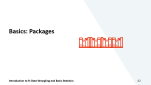 Basics: Packages
Introduction to R: Data Wrangling and Basic Statistics